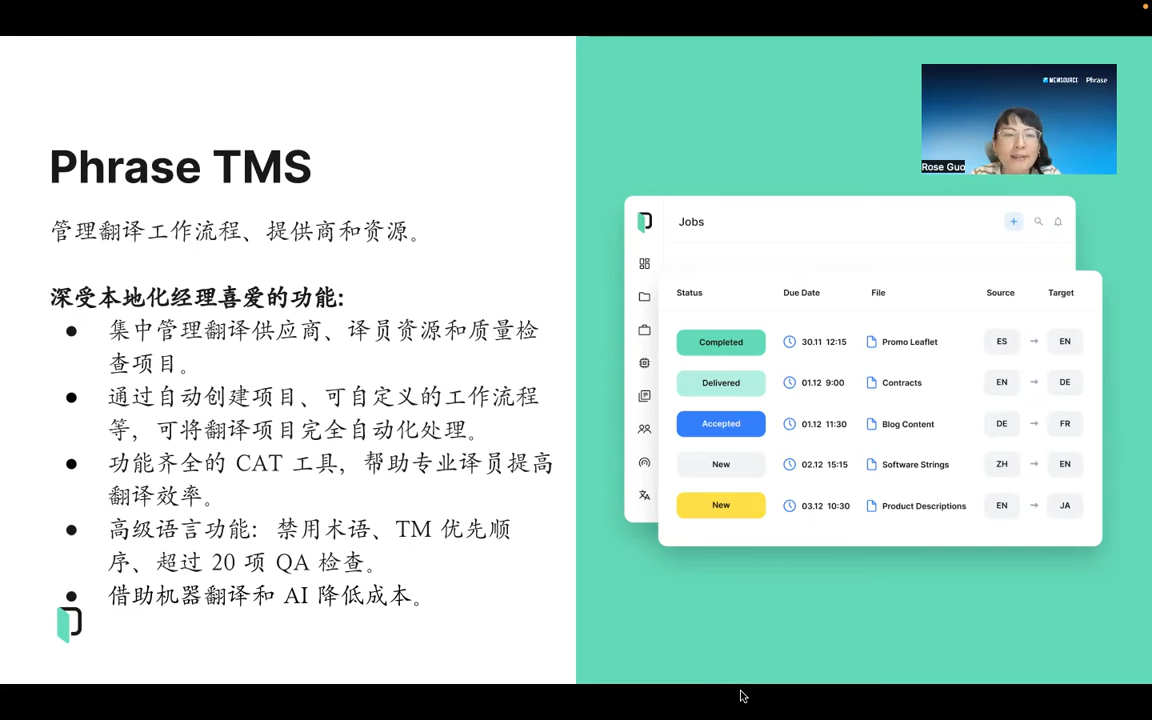 MEWSOURCE Phrase
Rose Guo
Phrase TMS
管理翻译工作流程、提供商和资源。
深受本地化经理喜爱的功能:
● 集中管理翻译供应商、译员资源和质量检
查项目。
● 通过自动创建项目、可自定义的工作流程
等，可将翻译项目完全自动化处理。
● 功能齐全的 CAT 工具，帮助专业译员提高
翻译效率。
● 高级语言功能：禁用术语、TM 优先顺
序、超过 20 项 QA 检查。
● 借助机器翻译和 AI 降低成本。
Jobs
Status Due Date File Source Target
Completed 30.11 12:15 Promo Leaflet ES → EN
Delivered 01.12 9:00 Contracts EN → DE
Accepted 01.12 11:30 Blog Content DE → FR
New 02.12 15:15 Software Strings ZH → EN
New 03.12 10:30 Product Descriptions EN → JA